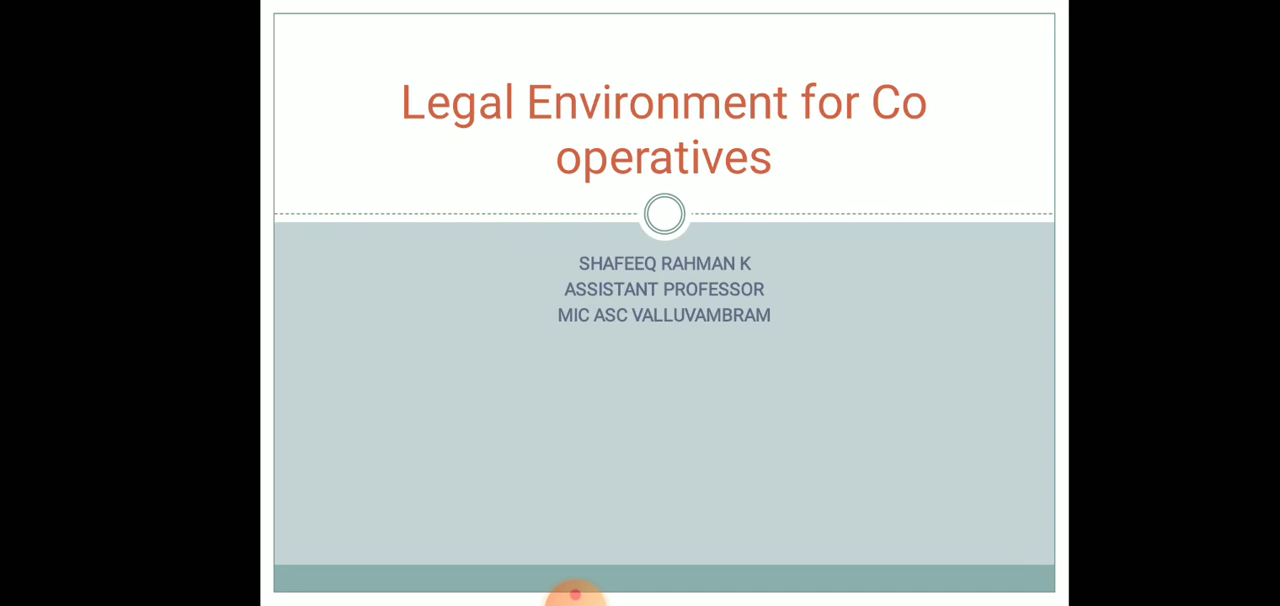 Legal Environment for Co
operatives
SHAFEEQ RAHMAN K
ASSISTANT PROFESSOR
MIC ASC VALLUVAMBRAM